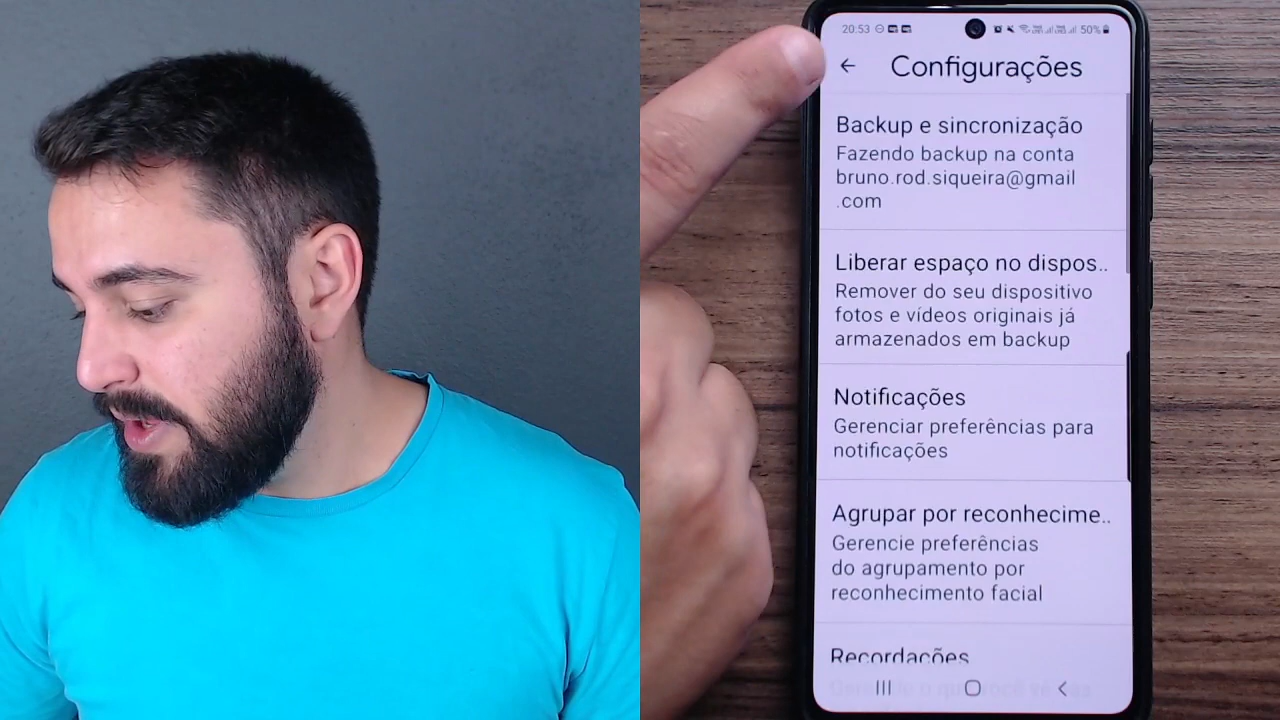 20:53
50%
Configurações
Backup e sincronização
Fazendo backup na conta
bruno.rod.siqueira@gmail
.com
Liberar espaço no dispos..
Remover do seu dispositivo
fotos e vídeos originais já
armazenados em backup
Notificações
Gerenciar preferências para
notificações
Agrupar por reconhecime..
Gerencie preferências
do agrupamento por
reconhecimento facial
Recordações